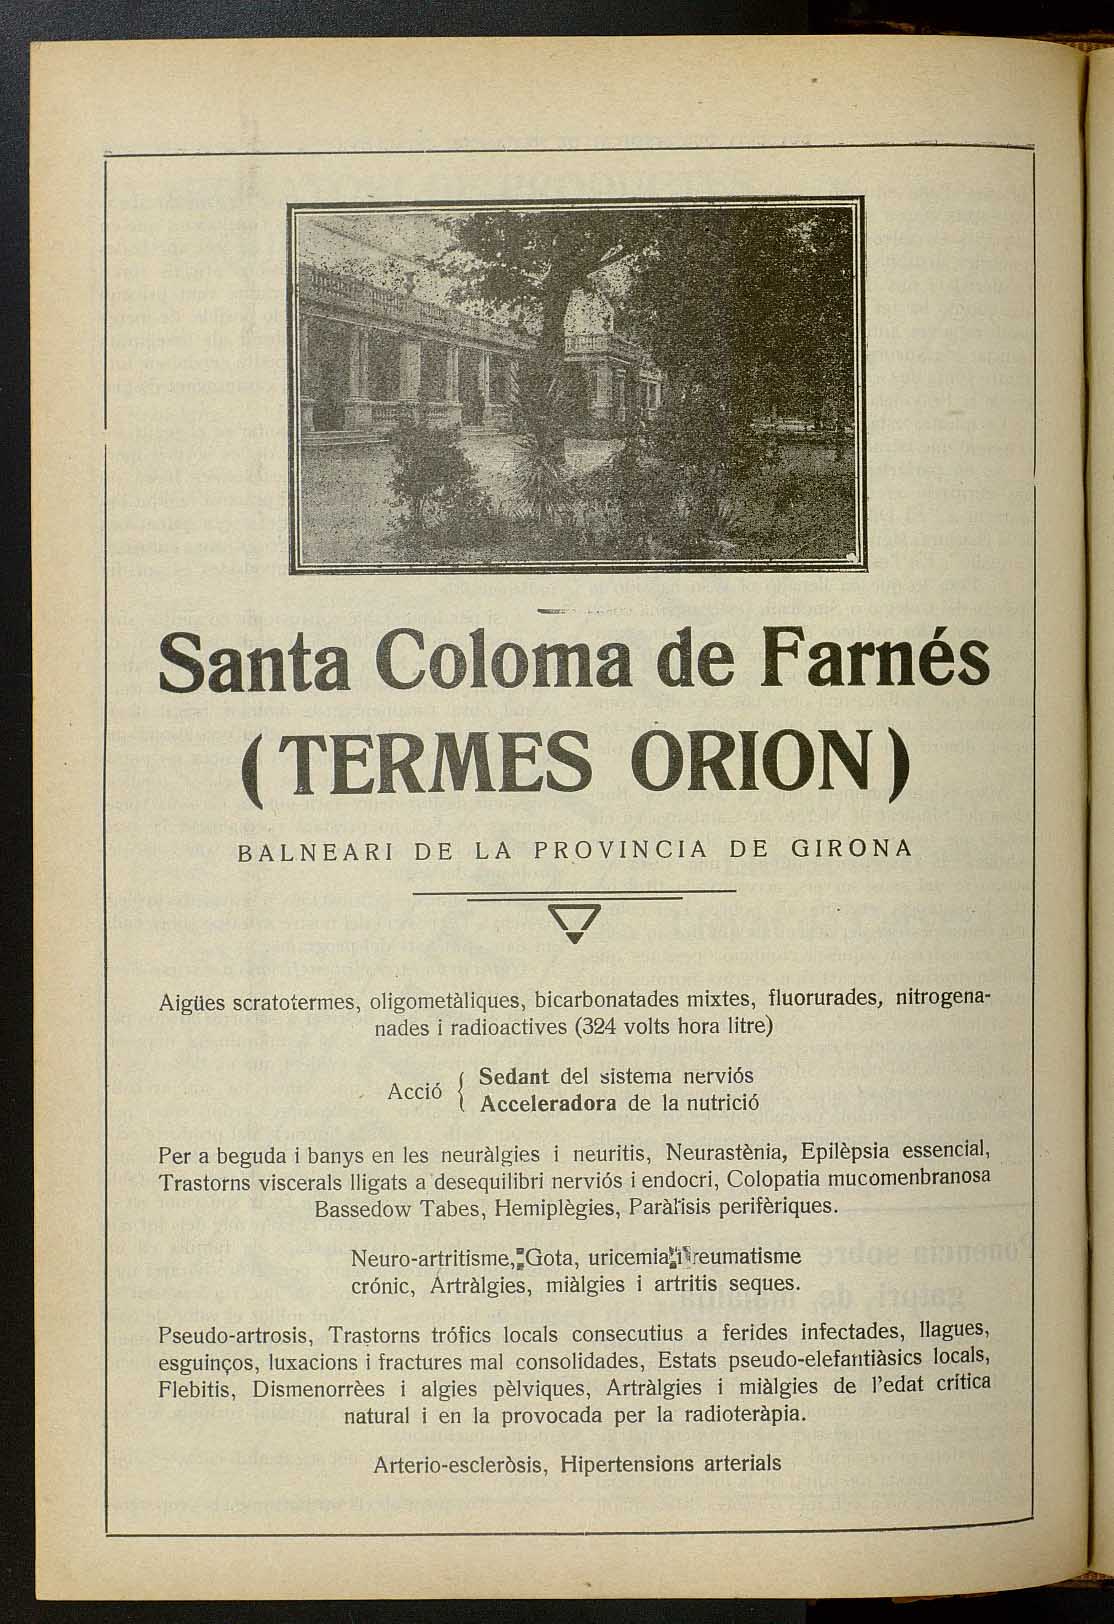 Santa Coloma de Farnés
(TERMES ORION)
BALNEARI DE LA PROVINCIA DE GIRONA
Aigües scratotermes, oligometàliques, bicarbonatades mixtes, fluorurades, nitrogena-
nades i radioactives (324 volts hora litre)
Acció { Sedant del sistema nerviós
Acceleradora de la nutrició
Per a beguda i banys en les neuràlgies i neuritis, Neurastènia, Epilèpsia essencial,
Trastorns viscerals lligats a desequilibri nerviós i endocri, Colopatia mucomenbranosa
Bassedow Tabes, Hemiplègies, Paràlisis perifèriques.
Neuro-artritisme, Gota, uricemia i reumatisme
crónic, Artràlgies, miàlgies i artritis seques.
Pseudo-artrosis, Trastorns trófics locals consecutius a ferides infectades, llagues,
esguinços, luxacions i fractures mal consolidades, Estats pseudo-elefantiàsics locals,
Flebitis, Dismenorrèes i algies pèlviques, Artràlgies i miàlgies de l'edat crítica
natural i en la provocada per la radioteràpia.
Arterio-escleròsis, Hipertensions arterials